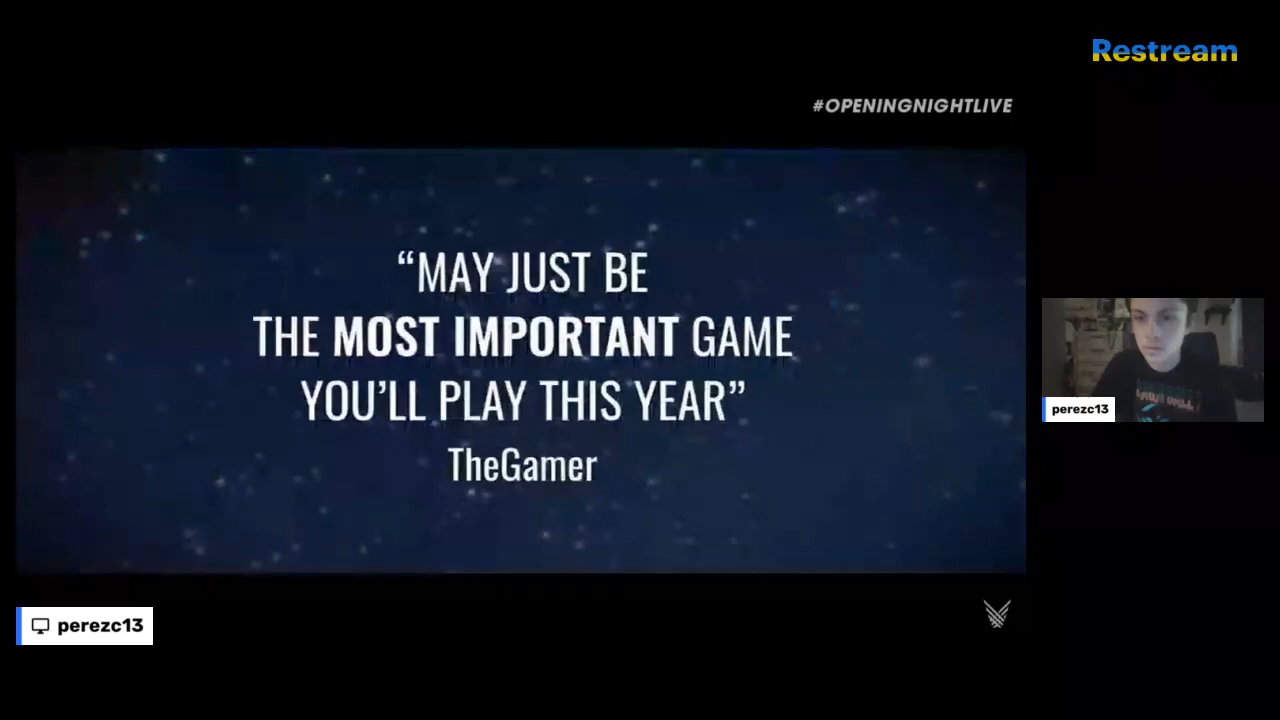 Restream
#OPENINGNIGHTLIVE
“MAY JUST BE
THE MOST IMPORTANT GAME
YOU’LL PLAY THIS YEAR”
TheGamer
perezc13
perezc13